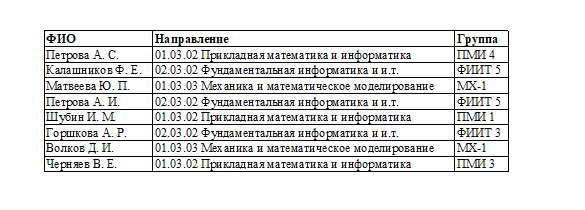 ФИО Направление Группа
Петрова А. С. 01.03.02 Прикладная математика и информатика ПМИ 4
Калашников Ф. Е. 02.03.02 Фундаментальная информатика и и.т. ФИИТ 5
Матвеева Ю. П. 01.03.03 Механика и математическое моделирование МХ-1
Петрова А. И. 02.03.02 Фундаментальная информатика и и.т. ФИИТ 5
Шубин И. М. 01.03.02 Прикладная математика и информатика ПМИ 1
Горшкова А. Р. 02.03.02 Фундаментальная информатика и и.т. ФИИТ 3
Волков Д. И. 01.03.03 Механика и математическое моделирование МХ-1
Черняев В. Е. 01.03.02 Прикладная математика и информатика ПМИ 3